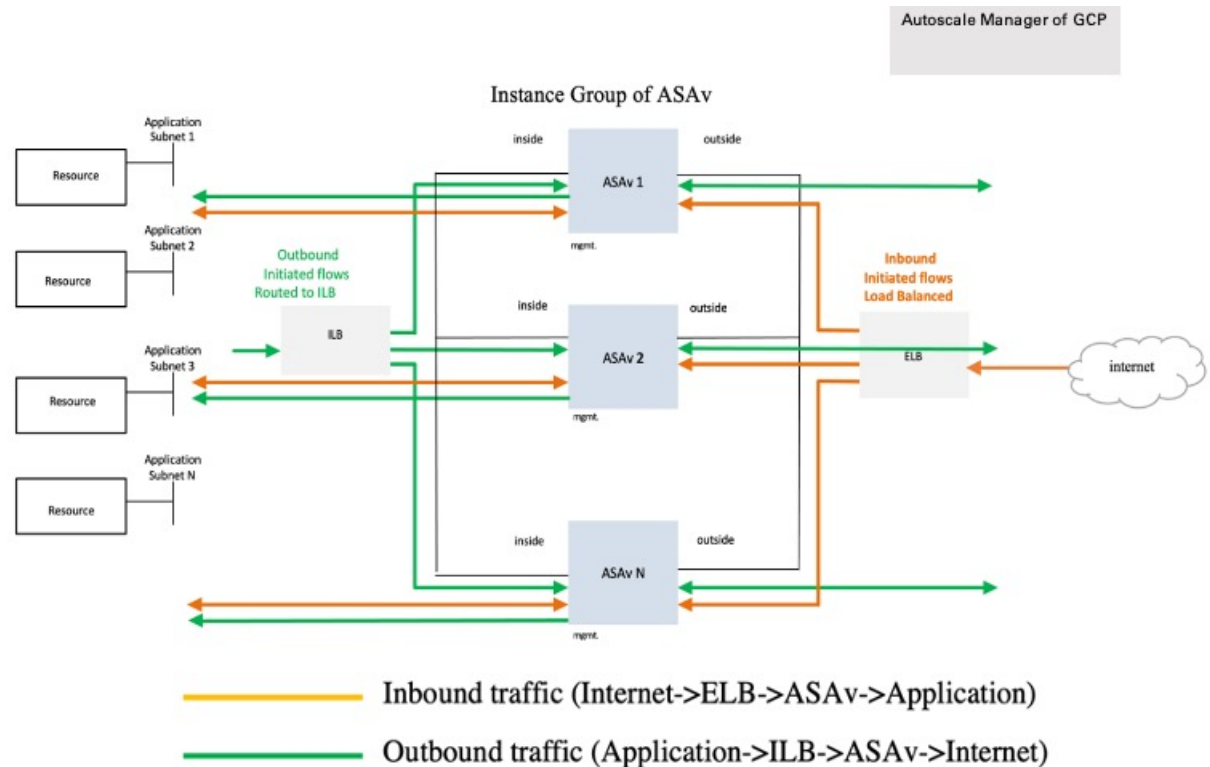 Autoscale Manager of GCP
Instance Group of ASAv
Application
Subnet 1
inside
outside
Resource
ASAv 1
Application
Subnet 2
mgmt.
Resource
Outbound
Initiated flows
Routed to ILB
Inbound
Initiated flows
Load Balanced
inside
outside
ILB
ELB
Application
Subnet 3
ASAv 2
internet
Resource
mgmt.
Application
Subnet N
Resource
inside
outside
ASAv N
mgmt.
Inbound traffic (Internet->ELB->ASAv->Application)
Outbound traffic (Application->ILB->ASAv->Internet)